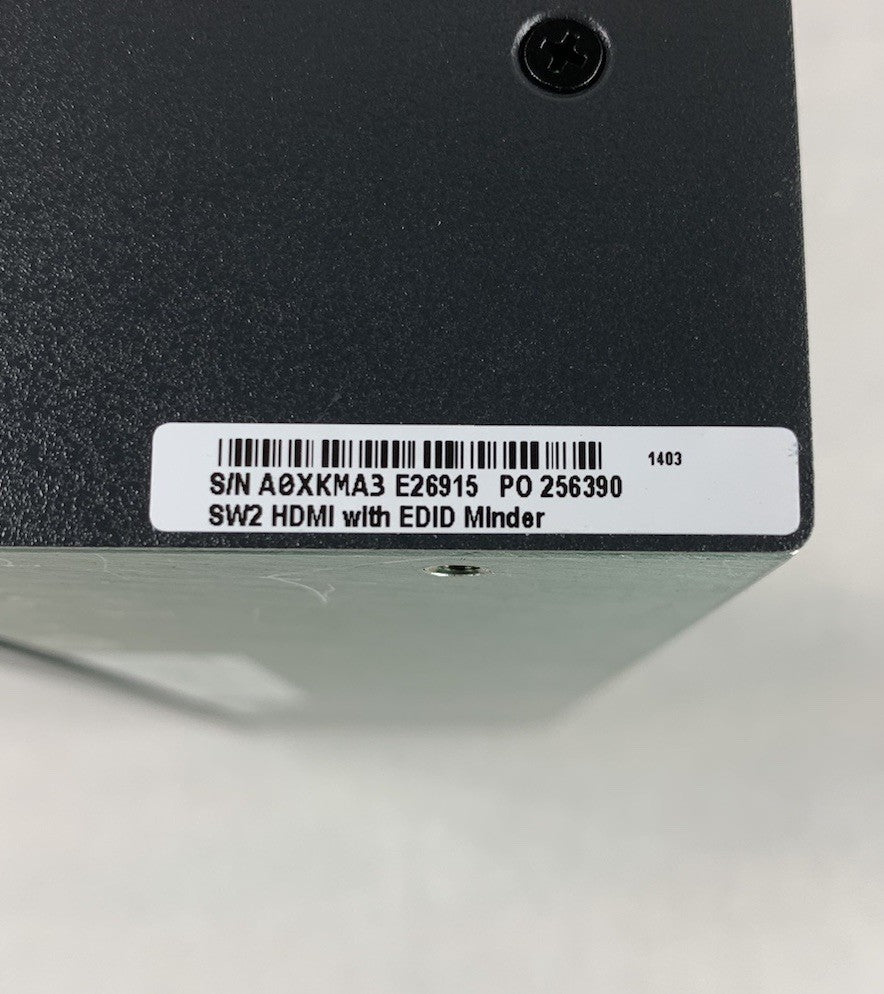 1403
S/N A0XKMA3 E26915 PO 256390
SW2 HDMI with EDID Minder